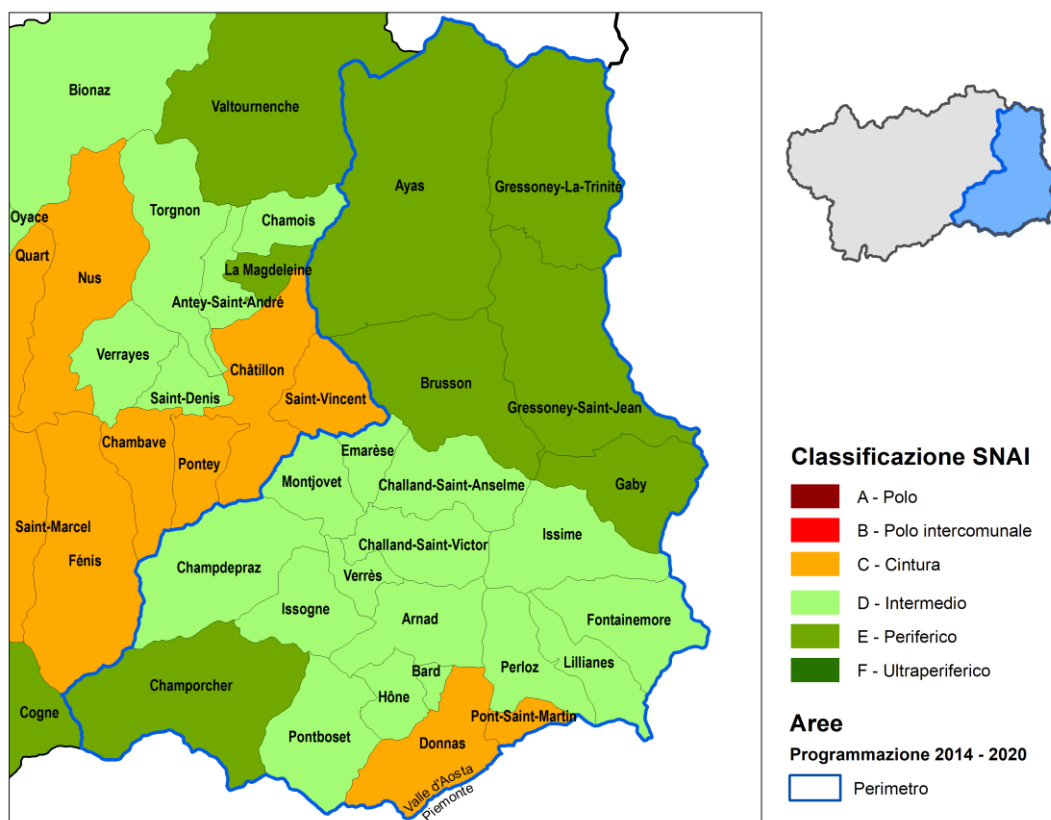 Bionaz
Valtournenche
Ayas
Gressoney-La-Trinité
Oyace
Torgnon
Chamois
Quart
Nus
La Magdeleine
Antey-Saint-André
Verrayes
Châtillon
Saint-Denis
Saint-Vincent
Brusson
Gressoney-Saint-Jean
Chambave
Emarèse
Gaby
Pontey
Montjovet
Challand-Saint-Anselme
Saint-Marcel
Issime
Fénis
Challand-Saint-Victor
Champdepraz
Verrès
Issogne
Arnad
Fontainemore
Lillianes
Bard
Perloz
Champorcher
Hône
Cogne
Pont-Saint-Martin
Pontboset
Donnas
Valle d'Aosta
Piemonte
Classificazione SNAI
A - Polo
B - Polo intercomunale
C - Cintura
D - Intermedio
E - Periferico
F - Ultraperiferico
Aree
Programmazione 2014 - 2020
Perimetro